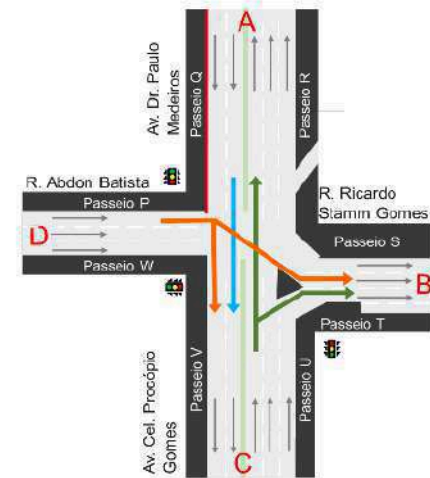 A
Av. Dr. Paulo
Medeiros
Passeio Q
Passeio R
R. Abdon Batista
Passeio P
R. Ricardo
Stamm Gomes
Passeio S
D
B
Passeio W
Passeio T
Av. Cel. Procópio
Gomes
Passeio V
Passeio U
C